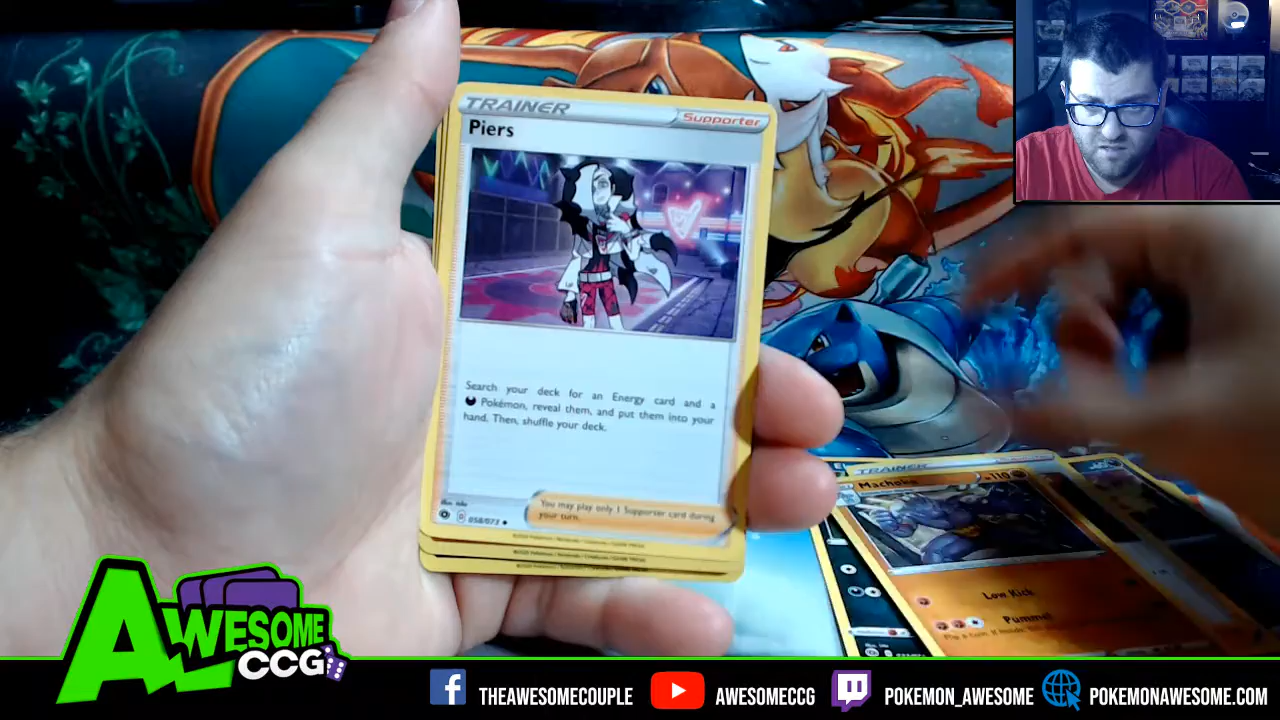 TRAINER
Supporter
Piers
Search your deck for an Energy card and a
Pokémon, reveal them, and put them into your
hand. Then, shuffle your deck.
You may play only 1 Supporter card during
your turn.
058/073
TRAINER
Machoke
110
Low Kick
Pummel
AWESOME
CCG
THEAWESOMECOUPLE
AWESOMECCG
POKEMON_AWESOME
POKEMONAWESOME.COM